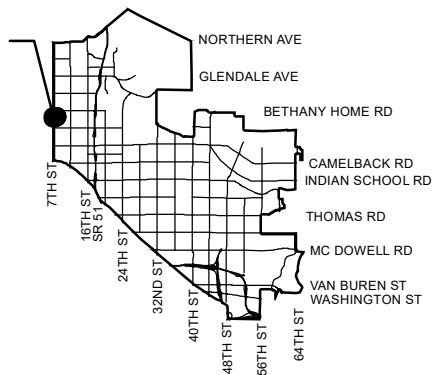 NORTHERN AVE
GLENDALE AVE
BETHANY HOME RD
CAMELBACK RD
INDIAN SCHOOL RD
THOMAS RD
MC DOWELL RD
VAN BUREN ST
WASHINGTON ST
7TH ST
16TH ST
SR 51
24TH ST
32ND ST
40TH ST
48TH ST
56TH ST
64TH ST